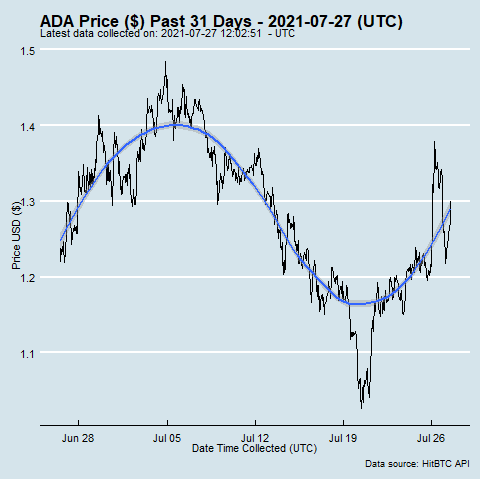 ADA Price ($) Past 31 Days - 2021-07-27 (UTC)
Latest data collected on: 2021-07-27 12:02:51 - UTC
1.5
1.4
1.3
1.2
1.1
Price USD ($)
Jun 28 Jul 05 Jul 12 Jul 19 Jul 26
Date Time Collected (UTC)
Data source: HitBTC API